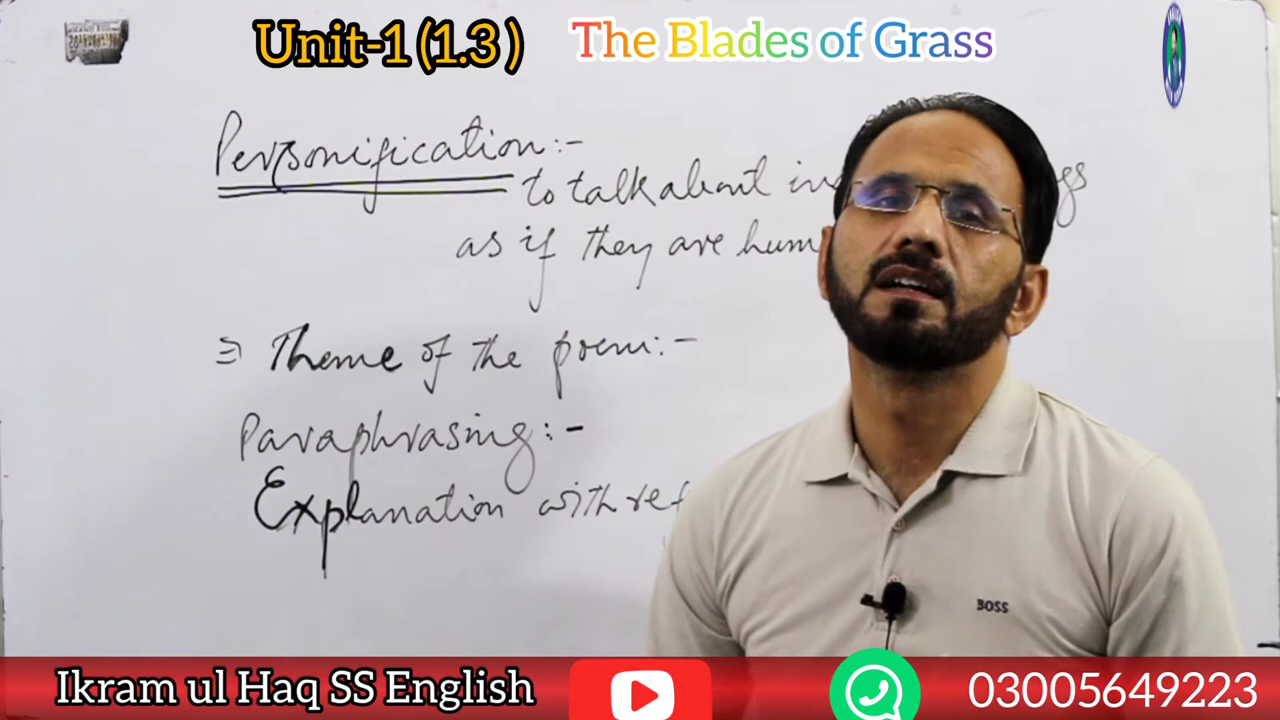 Unit-1 (1.3) The Blades of Grass
Personification:-
to talk about
as if they are hum
⇒ Theme of the poem:-
Paraphrasing:-
Explanation with ref
BOSS
Ikram ul Haq SS English 03005649223